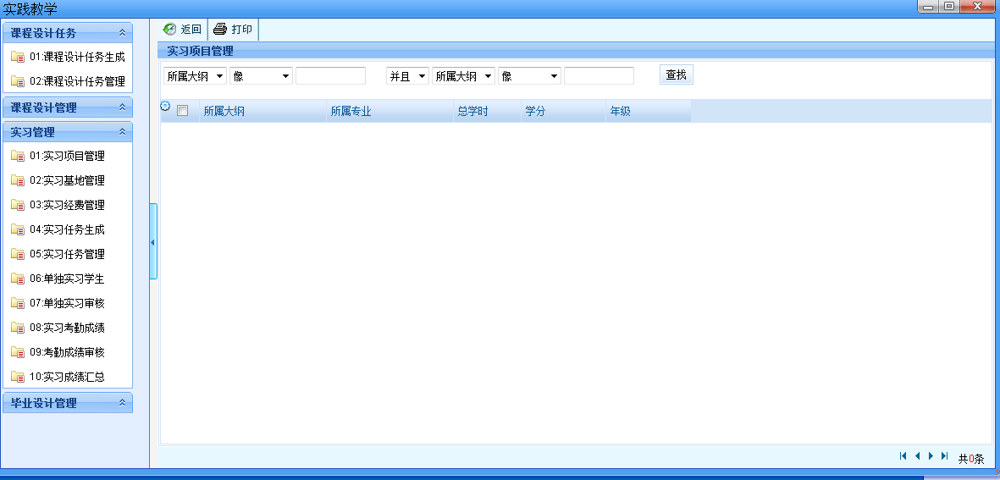 实践教学
课程设计任务
01:课程设计任务生成
02:课程设计任务管理
课程设计管理
实习管理
01:实习项目管理
02:实习基地管理
03:实习经费管理
04:实习任务生成
05:实习任务管理
06:单独实习学生
07:单独实习审核
08:实习考勤成绩
09:考勤成绩审核
10:实习成绩汇总
毕业设计管理
返回 打印
实习项目管理
所属大纲 像 并且 所属大纲 像 查找
所属大纲 所属专业 总学时 学分 年级
共0条